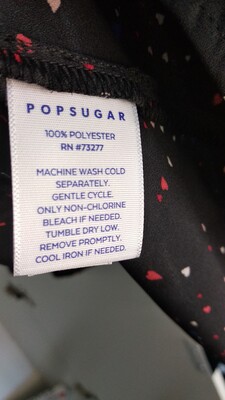 POPSUGAR
100% POLYESTER
RN #73277
MACHINE WASH COLD
SEPARATELY.
GENTLE CYCLE.
ONLY NON-CHLORINE
BLEACH IF NEEDED.
TUMBLE DRY LOW.
REMOVE PROMPTLY.
COOL IRON IF NEEDED.